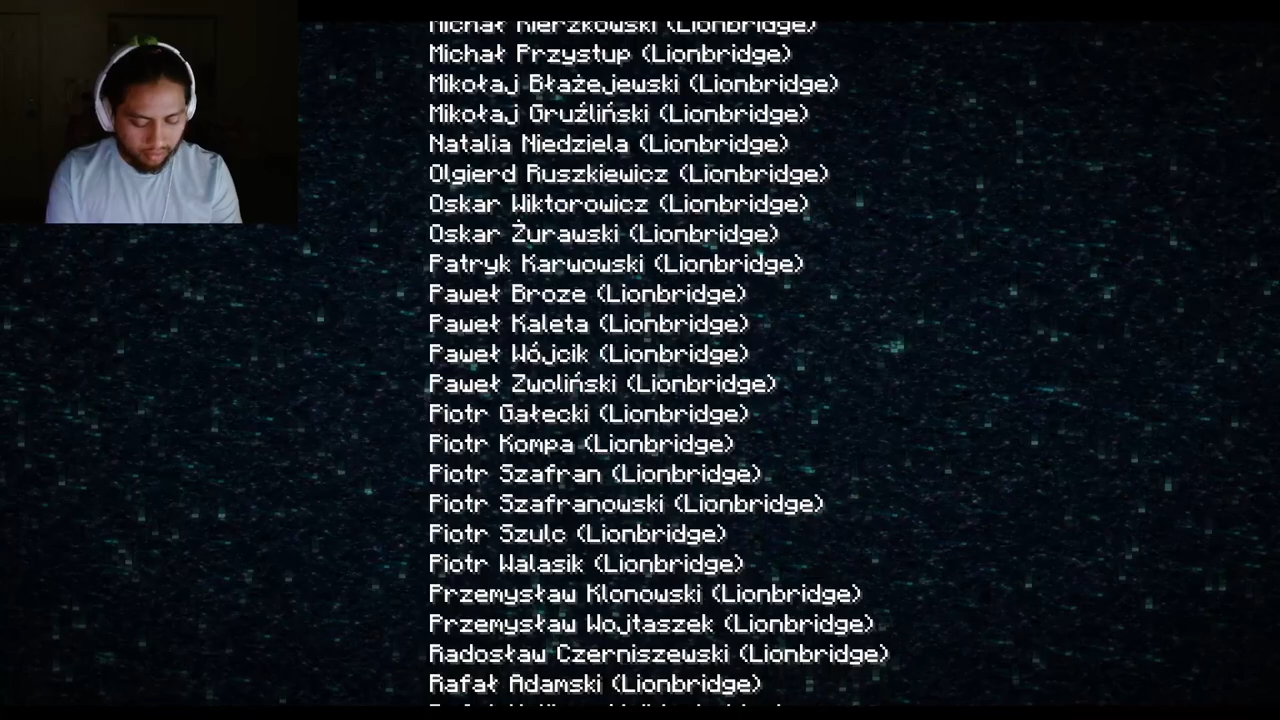 Michał Kierzkowski (Lionbridge)
Michał Przystup (Lionbridge)
Mikołaj Błażejewski (Lionbridge)
Mikołaj Gruźliński (Lionbridge)
Natalia Niedziela (Lionbridge)
Olgierd Ruszkiewicz (Lionbridge)
Oskar Wiktorowicz (Lionbridge)
Oskar Żurawski (Lionbridge)
Patryk Karwowski (Lionbridge)
Paweł Broze (Lionbridge)
Paweł Kaleta (Lionbridge)
Paweł Wójcik (Lionbridge)
Paweł Zwoliński (Lionbridge)
Piotr Gałecki (Lionbridge)
Piotr Kompa (Lionbridge)
Piotr Szafran (Lionbridge)
Piotr Szafranowski (Lionbridge)
Piotr Szulc (Lionbridge)
Piotr Walasik (Lionbridge)
Przemysław Klonowski (Lionbridge)
Przemysław Wojtaszek (Lionbridge)
Radosław Czerniszewski (Lionbridge)
Rafał Adamski (Lionbridge)